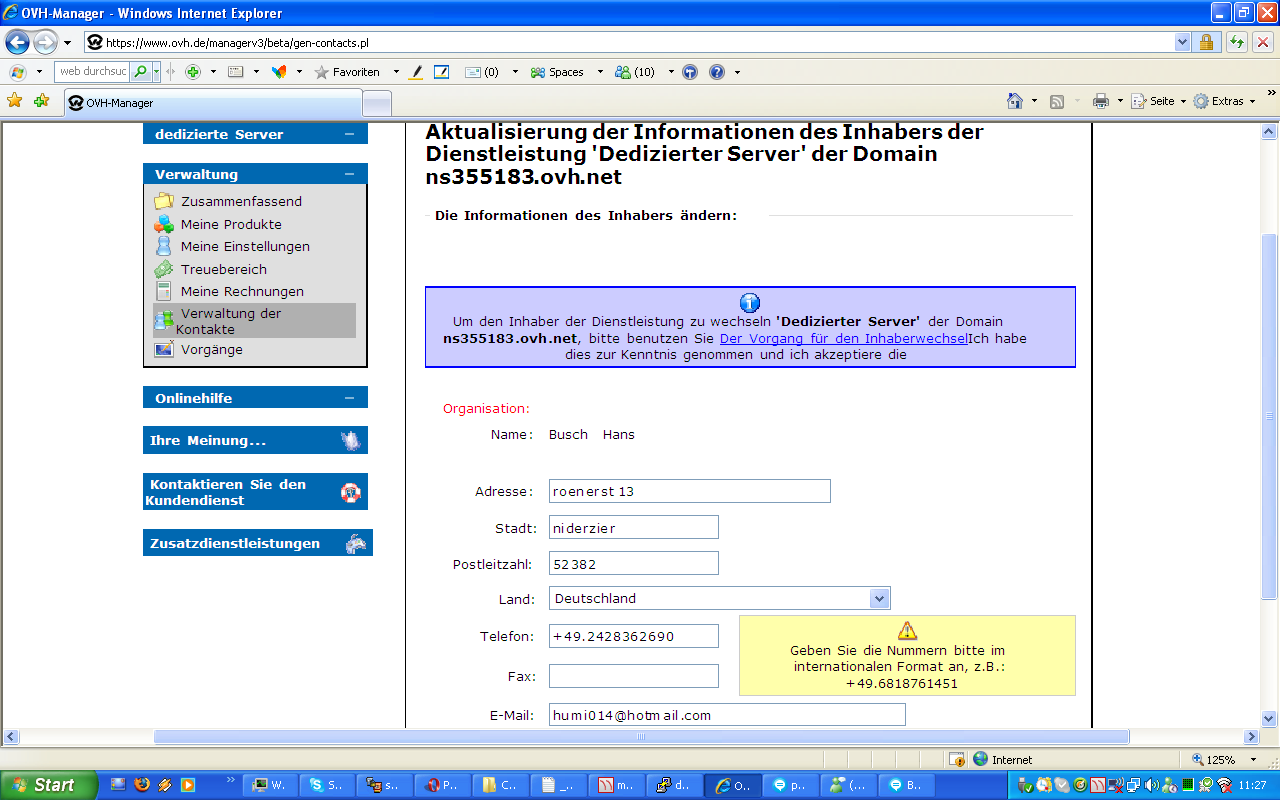 OVH-Manager - Windows Internet Explorer
https://www.ovh.de/managerv3/beta/gen-contacts.pl
web durchsuc
Favoriten
(0)
Spaces
(10)
OVH-Manager
Seite
Extras
dedizierte Server
Verwaltung
Zusammenfassend
Meine Produkte
Meine Einstellungen
Treuebereich
Meine Rechnungen
Verwaltung der
Kontakte
Vorgänge
Onlinehilfe
Ihre Meinung...
Kontaktieren Sie den
Kundendienst
Zusatzdienstleistungen
Aktualisierung der Informationen des Inhabers der
Dienstleistung 'Dedizierter Server' der Domain
ns355183.ovh.net
Die Informationen des Inhabers ändern:
Um den Inhaber der Dienstleistung zu wechseln 'Dedizierter Server' der Domain
ns355183.ovh.net, bitte benutzen Sie Der Vorgang für den InhaberwechselIch habe
dies zur Kenntnis genommen und ich akzeptiere die
Organisation:
Name: Busch Hans
Adresse: roenerst 13
Stadt: niderzier
Postleitzahl: 52382
Land: Deutschland
Telefon: +49.2428362690
Geben Sie die Nummern bitte im
internationalen Format an, z.B.:
+49.6818761451
Fax:
E-Mail: humi014@hotmail.com
Internet
125%
Start
W.
S..
s..
P..
C..
_..
m..
d..
O..
p..
(...
B..
11:27